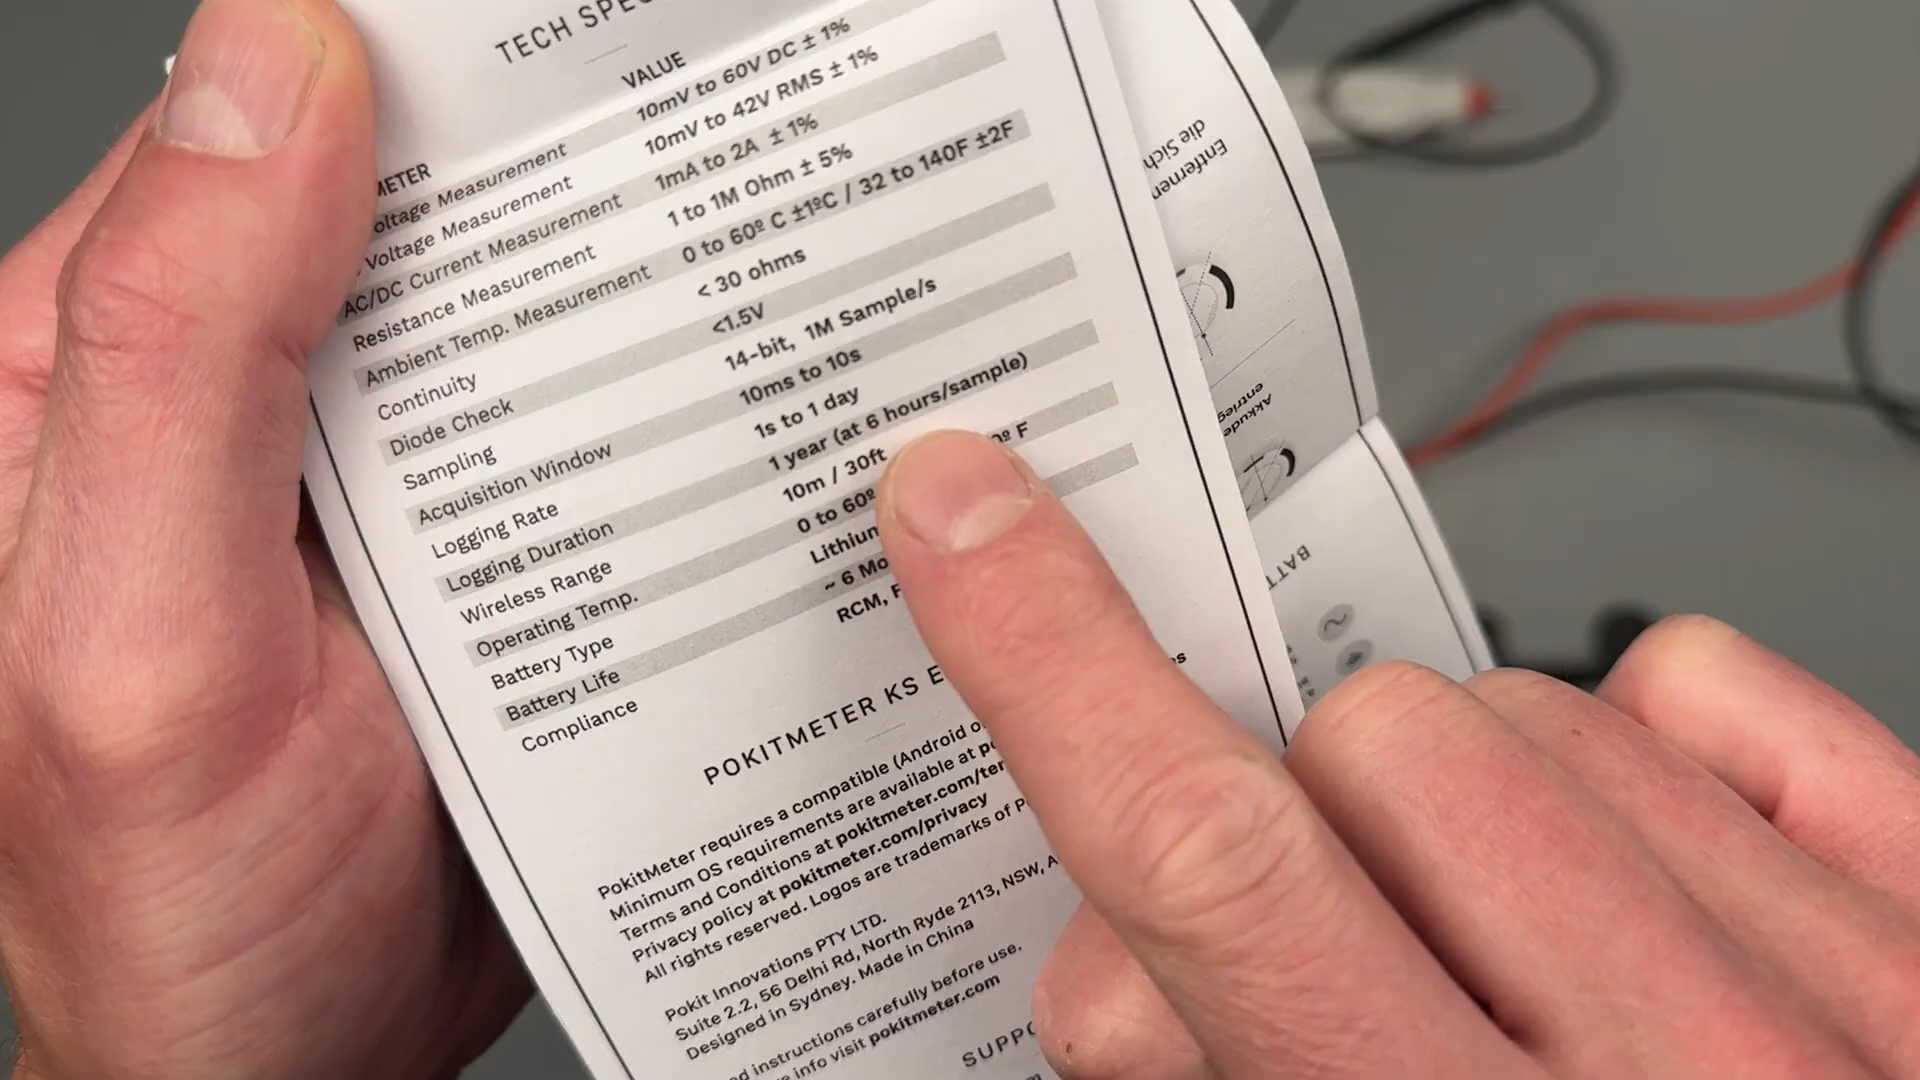 TECH SPEC
METER VALUE
oltage Measurement 10mV to 60V DC ± 1%
Voltage Measurement 10mV to 42V RMS ± 1%
AC/DC Current Measurement 1mA to 2A ± 1%
Resistance Measurement 1 to 1M Ohm ± 5%
Ambient Temp. Measurement 0 to 60º C ±1ºC / 32 to 140F ±2F
Continuity < 30 ohms
Diode Check <1.5V
Sampling 14-bit, 1M Sample/s
Acquisition Window 10ms to 10s
Logging Rate 1s to 1 day
Logging Duration 1 year (at 6 hours/sample)
Wireless Range 10m / 30ft
Operating Temp. 0 to 60º º F
Battery Type Lithium
Battery Life ~ 6 Mo
Compliance RCM, F
POKITMETER KS E
PokitMeter requires a compatible (Android o
Minimum OS requirements are available at po
Terms and Conditions at pokitmeter.com/ter
Privacy policy at pokitmeter.com/privacy
All rights reserved. Logos are trademarks of Po
Pokit Innovations PTY LTD.
Suite 2.2, 56 Delhi Rd, North Ryde 2113, NSW, A
Designed in Sydney. Made in China
d instructions carefully before use.
e info visit pokitmeter.com
SUPPO
Entfernen
die Sich
Akkude
entrieg
BATT